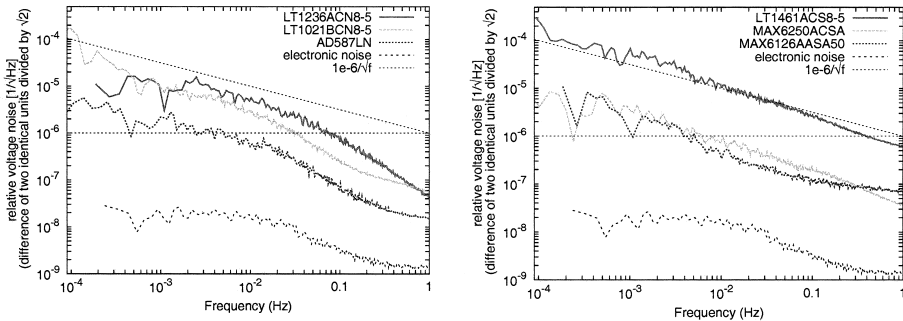 relative voltage noise [1/√Hz]
(difference of two identical units divided by √2)
10⁻⁴
10⁻⁵
10⁻⁶
10⁻⁷
10⁻⁸
10⁻⁹
LT1236ACN8-5
LT1021BCN8-5
AD587LN
electronic noise
1e-6/√f
10⁻⁴
10⁻³
10⁻²
0.1
1
Frequency (Hz)
relative voltage noise [1/√Hz]
(difference of two identical units divided by √2)
10⁻⁴
10⁻⁵
10⁻⁶
10⁻⁷
10⁻⁸
10⁻⁹
LT1461ACS8-5
MAX6250ACSA
MAX6126AASA50
electronic noise
1e-6/√f
10⁻⁴
10⁻³
10⁻²
0.1
1
Frequency (Hz)